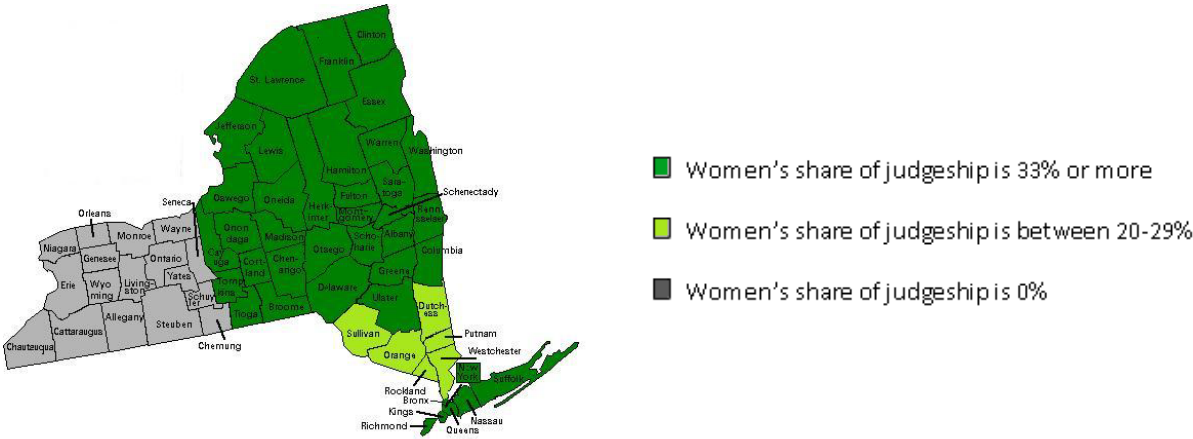 Clinton
Franklin
St. Lawrence
Essex
Jefferson
Lewis
Warren
Washington
Hamilton
Oswego
Oneida
Herk-
imer
Fulton
Mont-
gomery
Sara-
toga
Schenectady
Renn-
sselaer
Seneca
Orleans
Niagara
Monroe
Wayne
Genesee
Ontario
Erie
Wyo
ming
Living-
ston
Yates
Schuy
ler
Cay
uga
Onon
daga
Madison
Cort-
land
Chen-
ango
Otsego
Scho-
harie
Albany
Columbia
Greene
Tomp
kins
Tioga
Broome
Delaware
Ulster
Dutch-
ess
Chautauqua
Cattaraugus
Allegany
Steuben
Chemung
Sullivan
Orange
Putnam
Westchester
Rockland
New
York
Bronx
Kings
Richmond
Queens
Nassau
Suffolk
Women's share of judgeship is 33% or more
Women's share of judgeship is between 20-29%
Women's share of judgeship is 0%